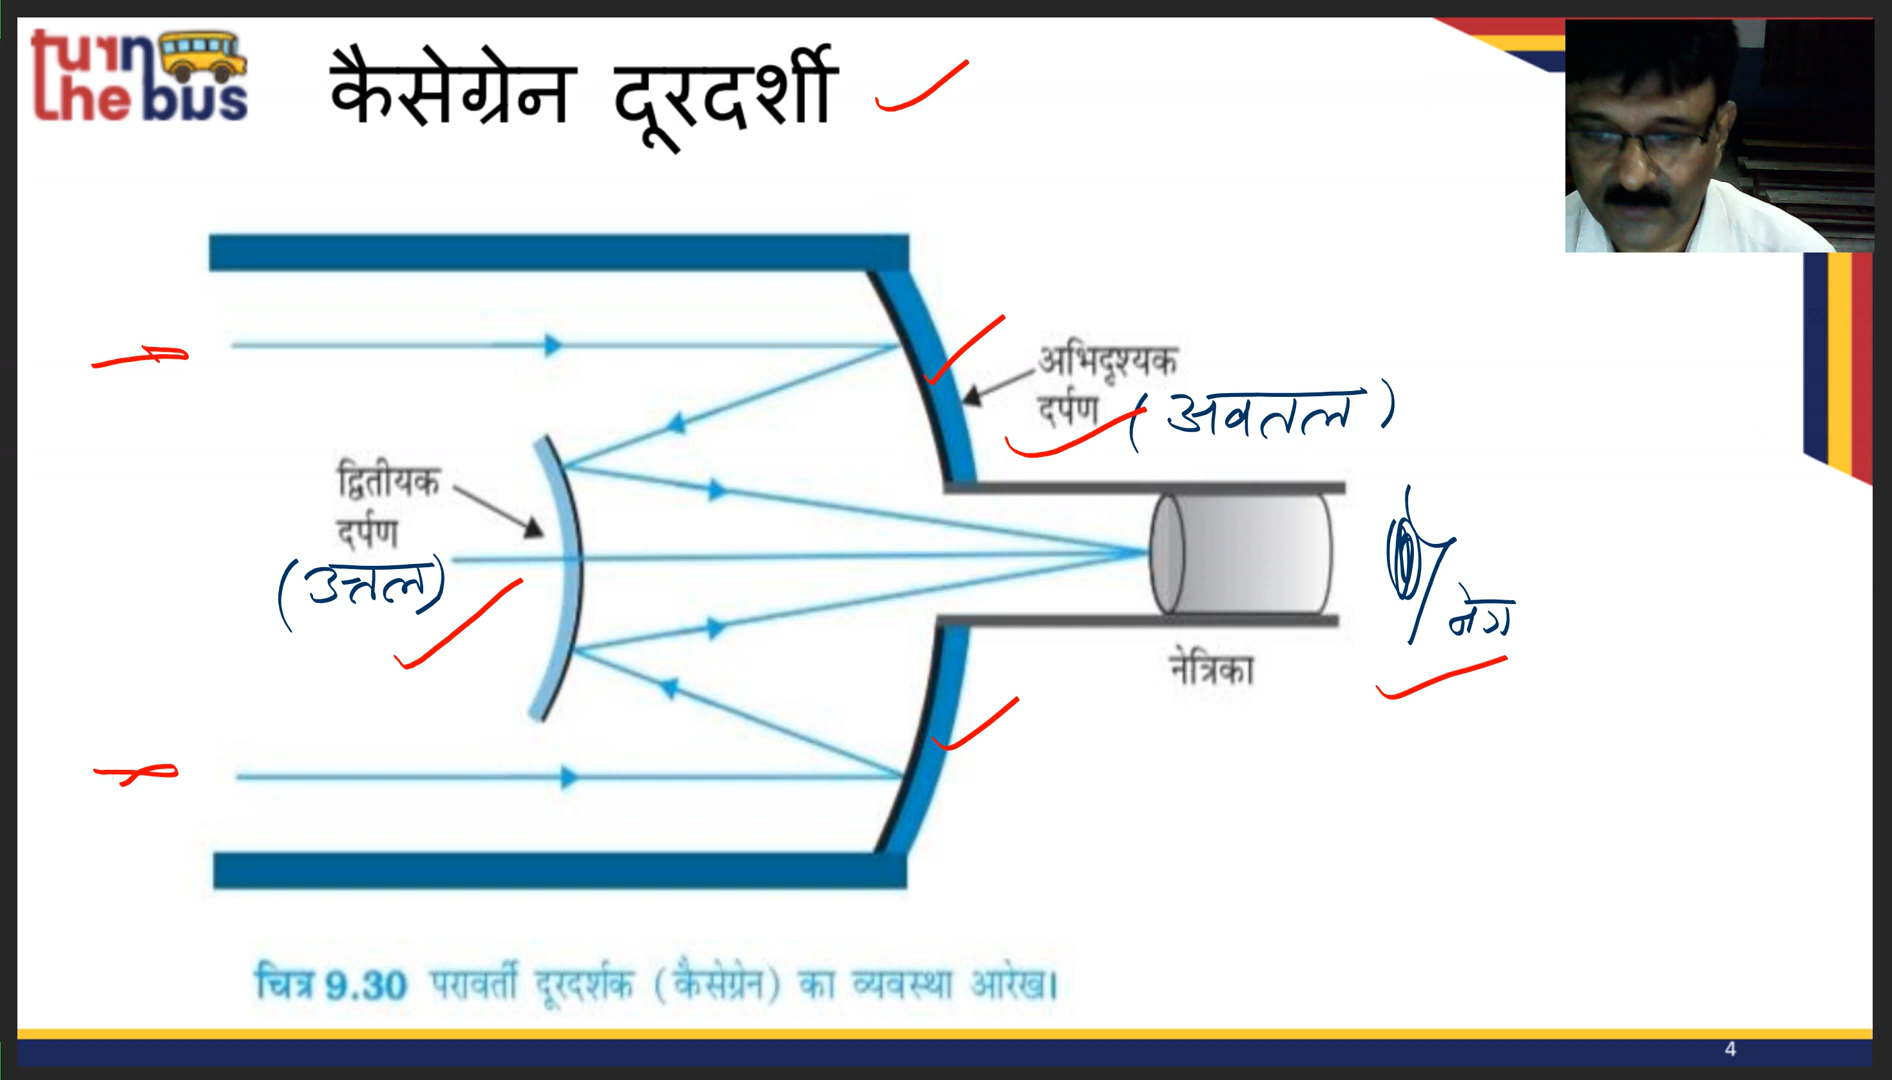 turn
the bus
कैसेग्रेन दूरदर्शी
अभिदृश्यक
दर्पण (अवतल)
द्वितीयक
दर्पण
(उत्तल)
नेत्रिका
चित्र 9.30 परावर्ती दूरदर्शक (कैसेग्रेन) का व्यवस्था आरेख।
4